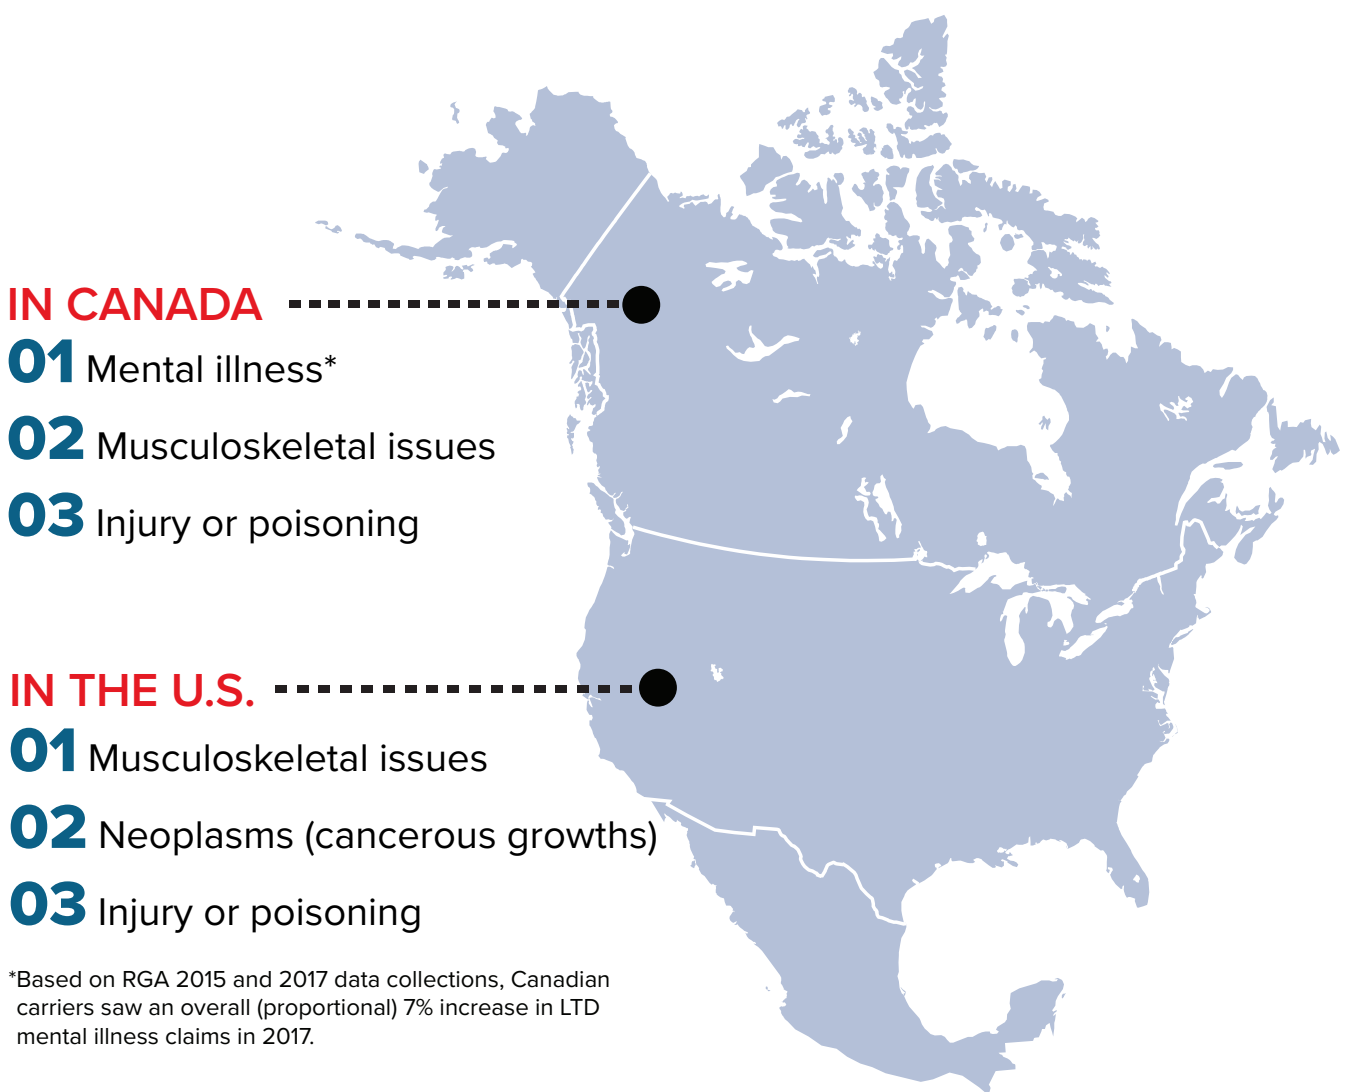 IN CANADA
01 Mental illness*
02 Musculoskeletal issues
03 Injury or poisoning
IN THE U.S.
01 Musculoskeletal issues
02 Neoplasms (cancerous growths)
03 Injury or poisoning
*Based on RGA 2015 and 2017 data collections, Canadian
carriers saw an overall (proportional) 7% increase in LTD
mental illness claims in 2017.